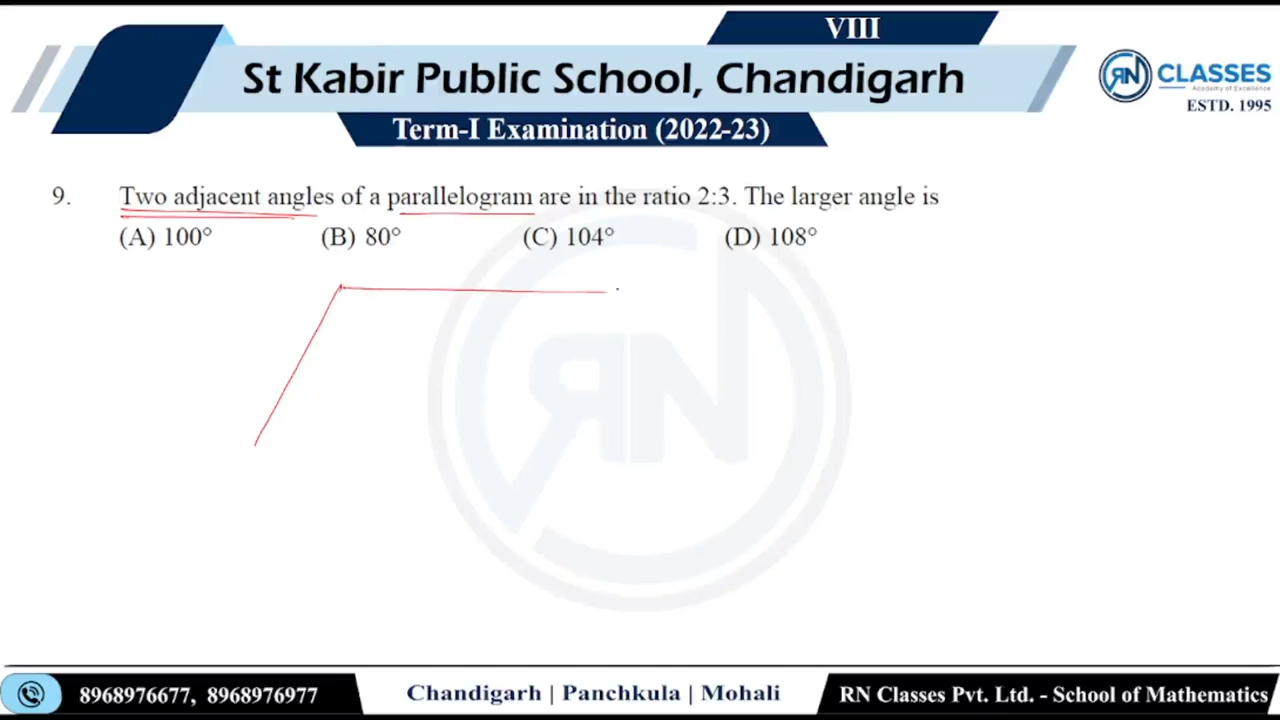 VIII
St Kabir Public School, Chandigarh
RN CLASSES
Academy of Excellence
ESTD. 1995
Term-I Examination (2022-23)
9. Two adjacent angles of a parallelogram are in the ratio 2:3. The larger angle is
(A) 100° (B) 80° (C) 104° (D) 108°
RN
8968976677, 8968976977
Chandigarh | Panchkula | Mohali
RN Classes Pvt. Ltd. - School of Mathematics